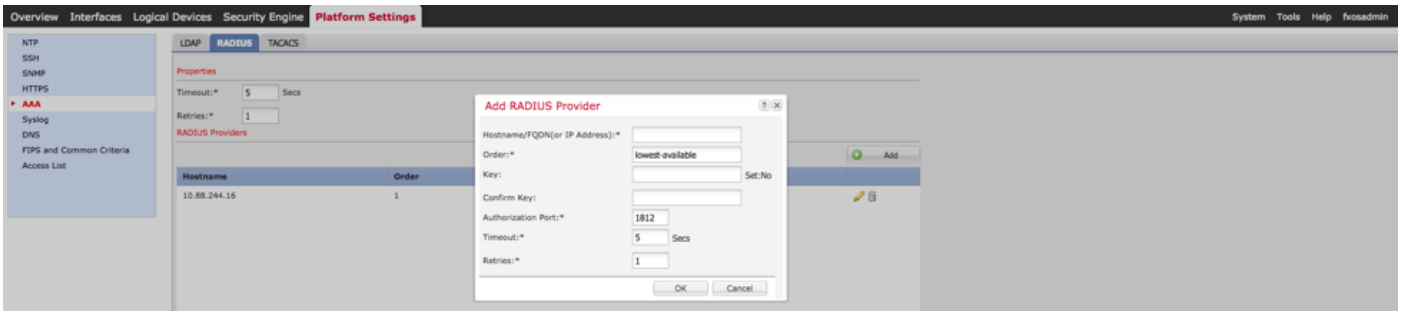 Overview Interfaces Logical Devices Security Engine Platform Settings System Tools Help fxosadmin
NTP
SSH
SNMP
HTTPS
AAA
Syslog
DNS
FIPS and Common Criteria
Access List
LDAP RADIUS TACACS
Properties
Timeout:* 5 Secs
Retries:* 1
RADIUS Providers
Add
Hostname Order
10.88.244.16 1
Add RADIUS Provider
Hostname/FQDN(or IP Address):*
Order:* lowest-available
Key: Set:No
Confirm Key:
Authorization Port:* 1812
Timeout:* 5 Secs
Retries:* 1
OK Cancel